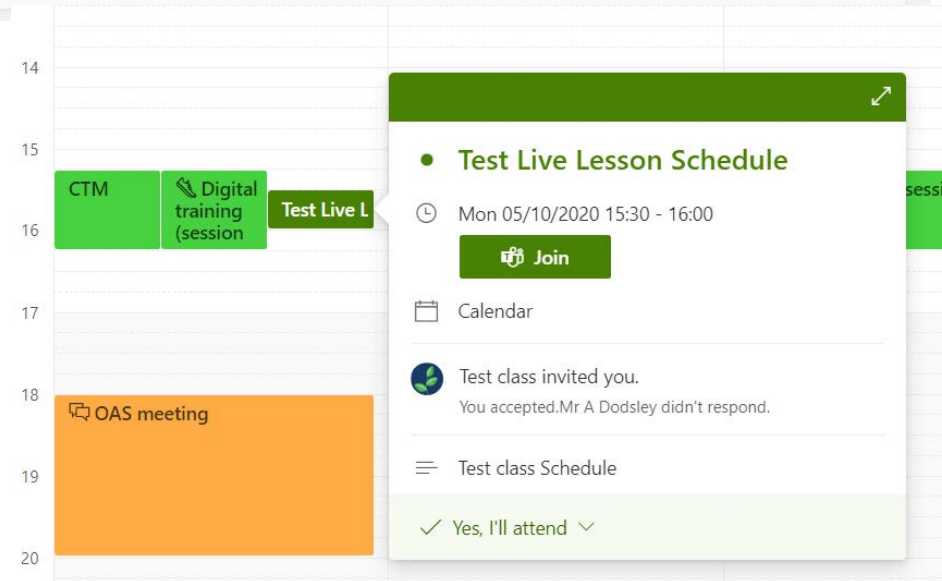 14
15
16
17
18
19
20
CTM
Digital
training
(session
Test Live L
OAS meeting
Test Live Lesson Schedule
Mon 05/10/2020 15:30 - 16:00
Join
Calendar
Test class invited you.
You accepted.Mr A Dodsley didn't respond.
Test class Schedule
Yes, I'll attend
sessi